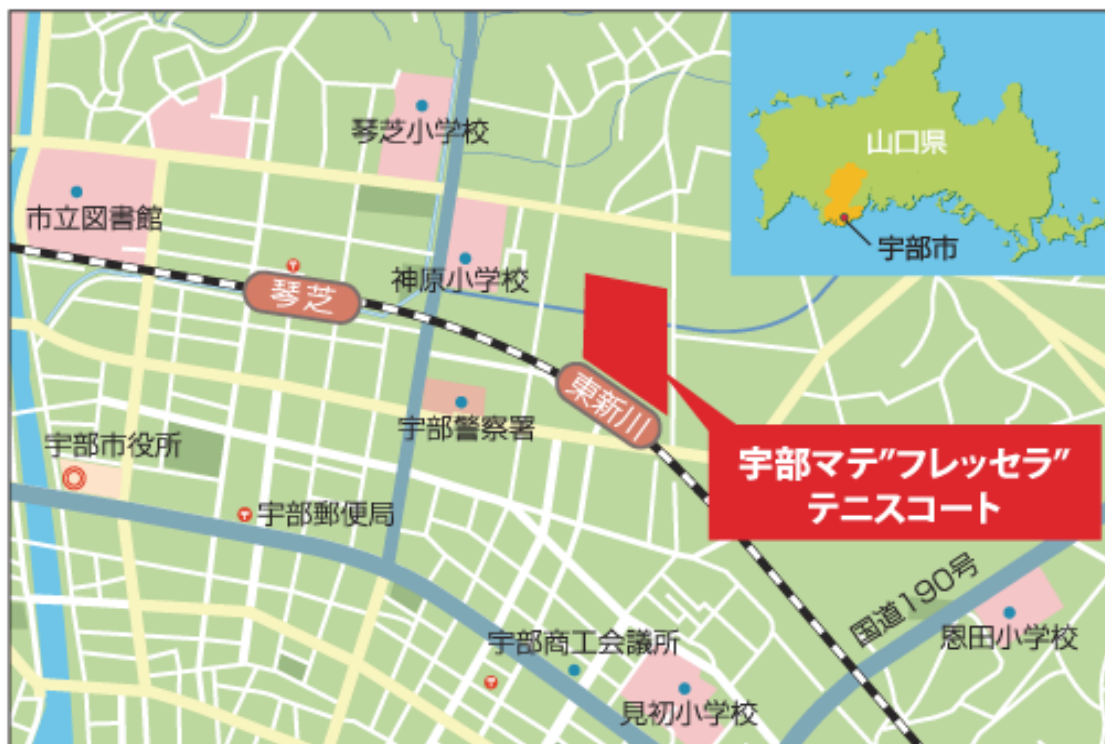 琴芝小学校
山口県
宇部市
市立図書館
神原小学校
琴芝
東新川
宇部警察署
宇部市役所
宇部マテ”フレッセラ”
テニスコート
宇部郵便局
国道190号
恩田小学校
宇部商工会議所
見初小学校